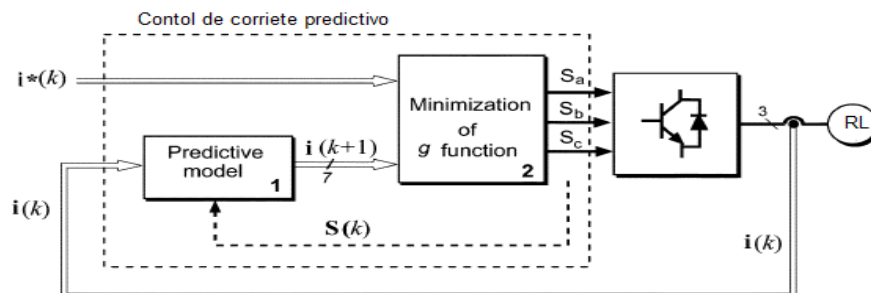 Contol de corriete predictivo
i*(k)
Minimization
of
g function)
2
Sa
Sb
Sc
3
RL
Predictive
model
1
i(k+1)
7
i(k)
S(k)
i(k)